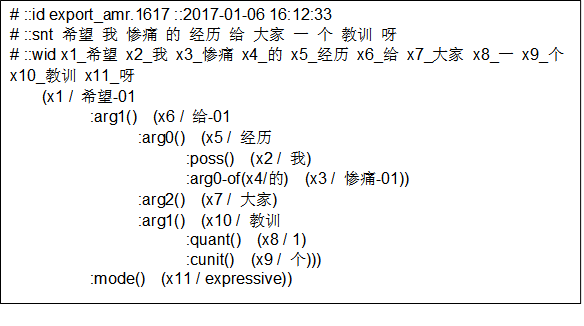 # ::id export_amr.1617 ::2017-01-06 16:12:33
# ::snt 希望 我 惨痛 的 经历 给 大家 一 个 教训 呀
# ::wid x1_希望 x2_我 x3_惨痛 x4_的 x5_经历 x6_给 x7_大家 x8_一 x9_个
x10_教训 x11_呀
(x1 / 希望-01
:arg1() (x6 / 给-01
:arg0() (x5 / 经历
:poss() (x2 / 我)
:arg0-of(x4/的) (x3 / 惨痛-01))
:arg2() (x7 / 大家)
:arg1() (x10 / 教训
:quant() (x8 / 1)
:cunit() (x9 / 个)))
:mode() (x11 / expressive))